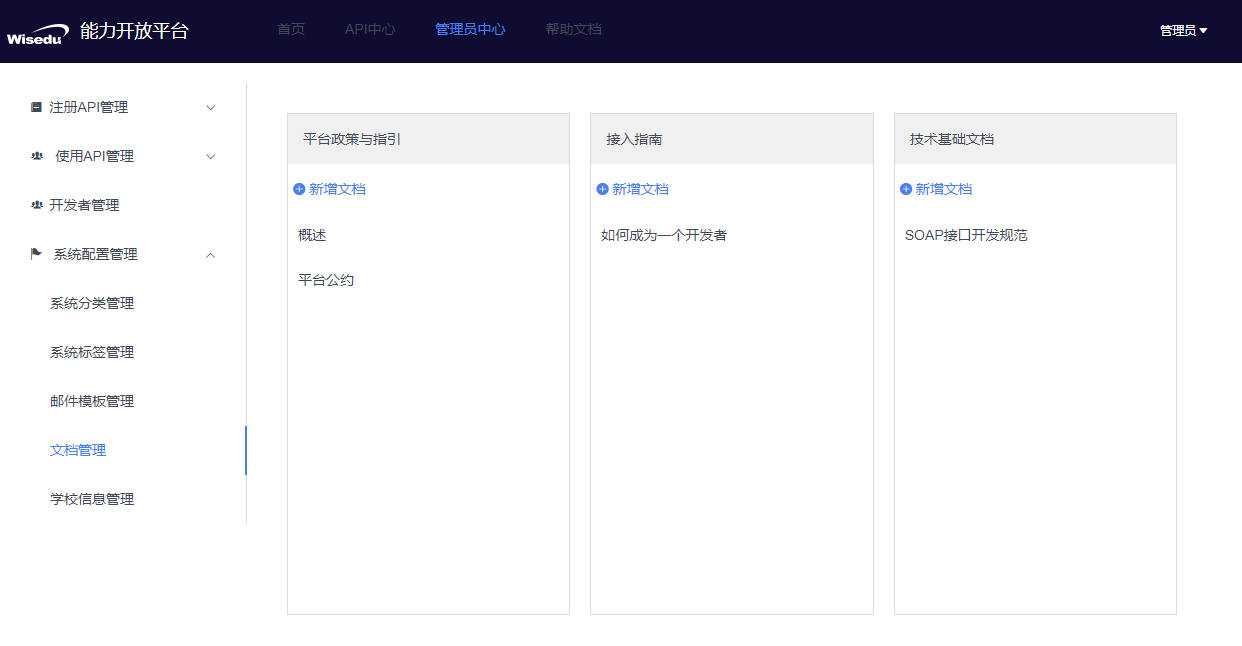 Wisedu 能力开放平台 首页 API中心 管理员中心 帮助文档 管理员
注册API管理
使用API管理
开发者管理
系统配置管理
系统分类管理
系统标签管理
邮件模板管理
文档管理
学校信息管理
平台政策与指引
新增文档
概述
平台公约
接入指南
新增文档
如何成为一个开发者
技术基础文档
新增文档
SOAP接口开发规范